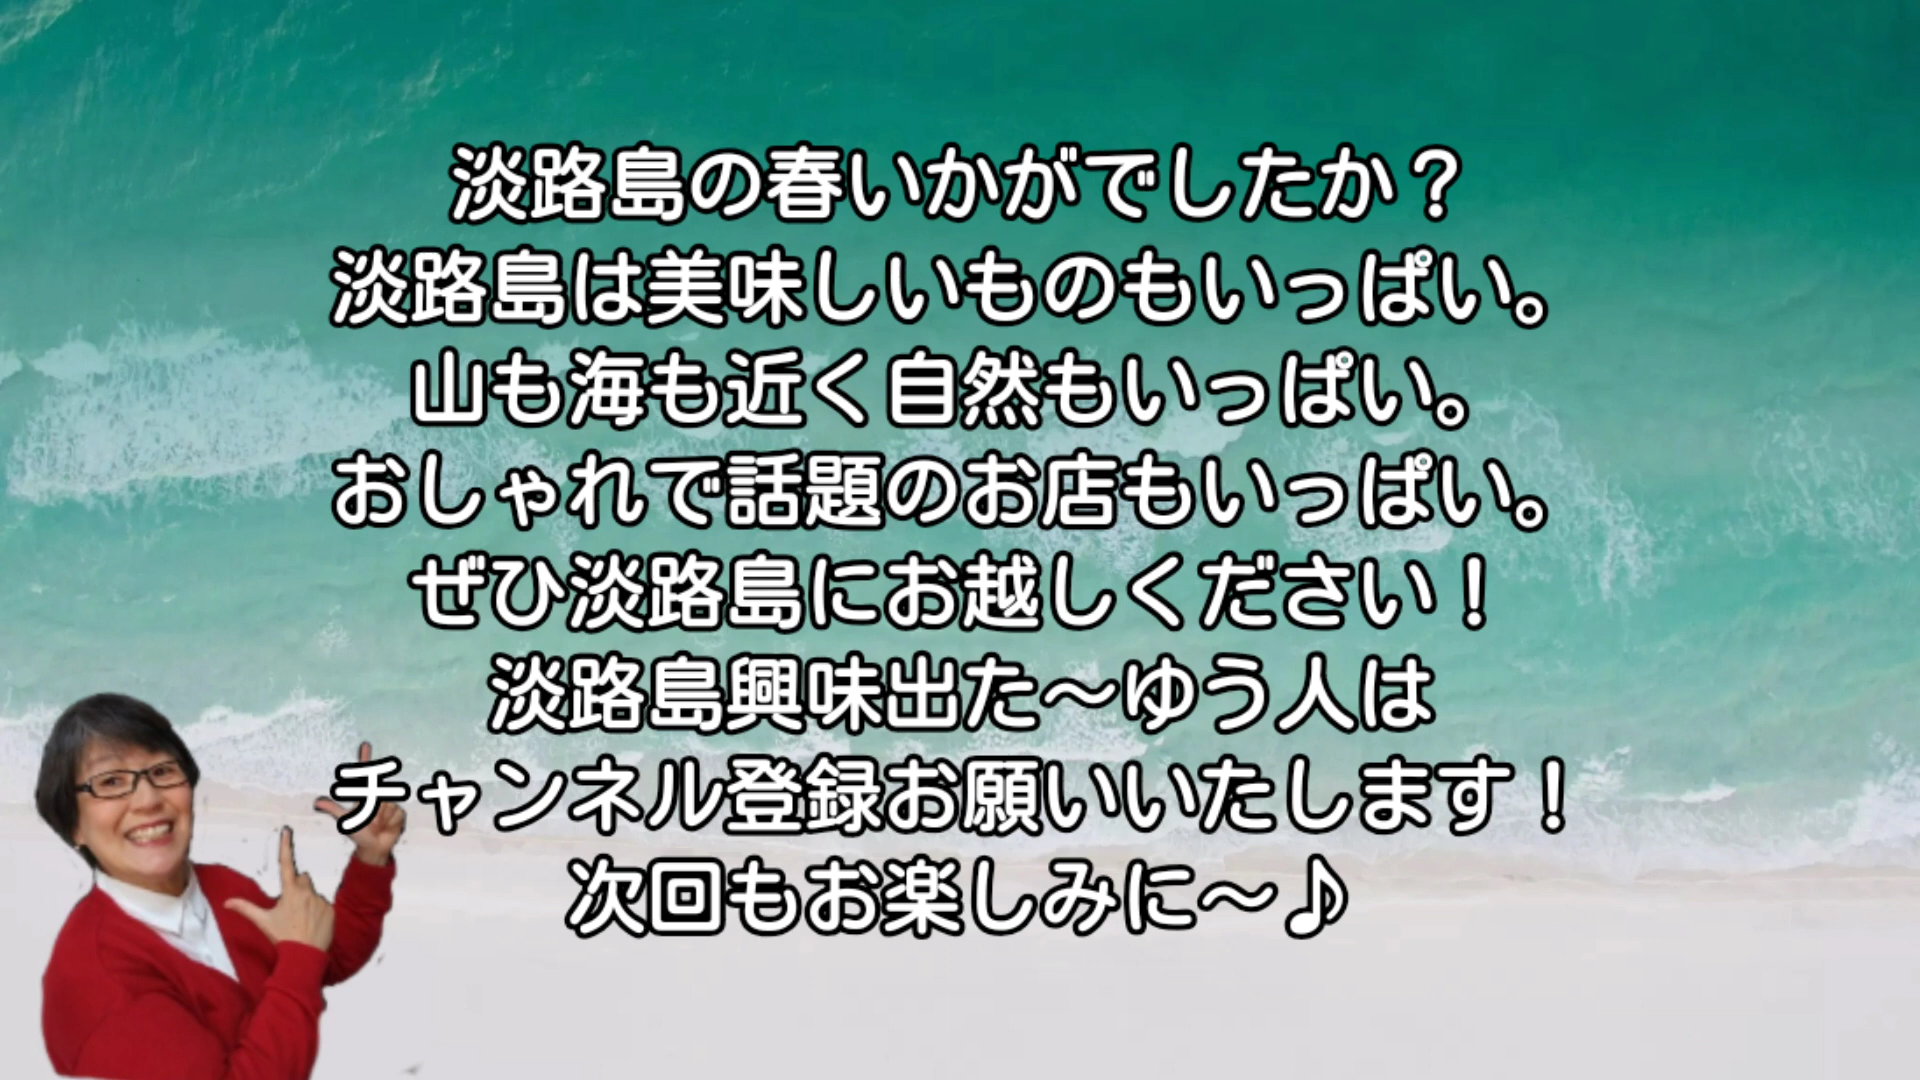 淡路島の春いかがでしたか？
淡路島は美味しいものもいっぱい。
山も海も近く自然もいっぱい。
おしゃれで話題のお店もいっぱい。
ぜひ淡路島にお越しください！
淡路島興味出た〜ゆう人は
チャンネル登録お願いいたします！
次回もお楽しみに〜♪